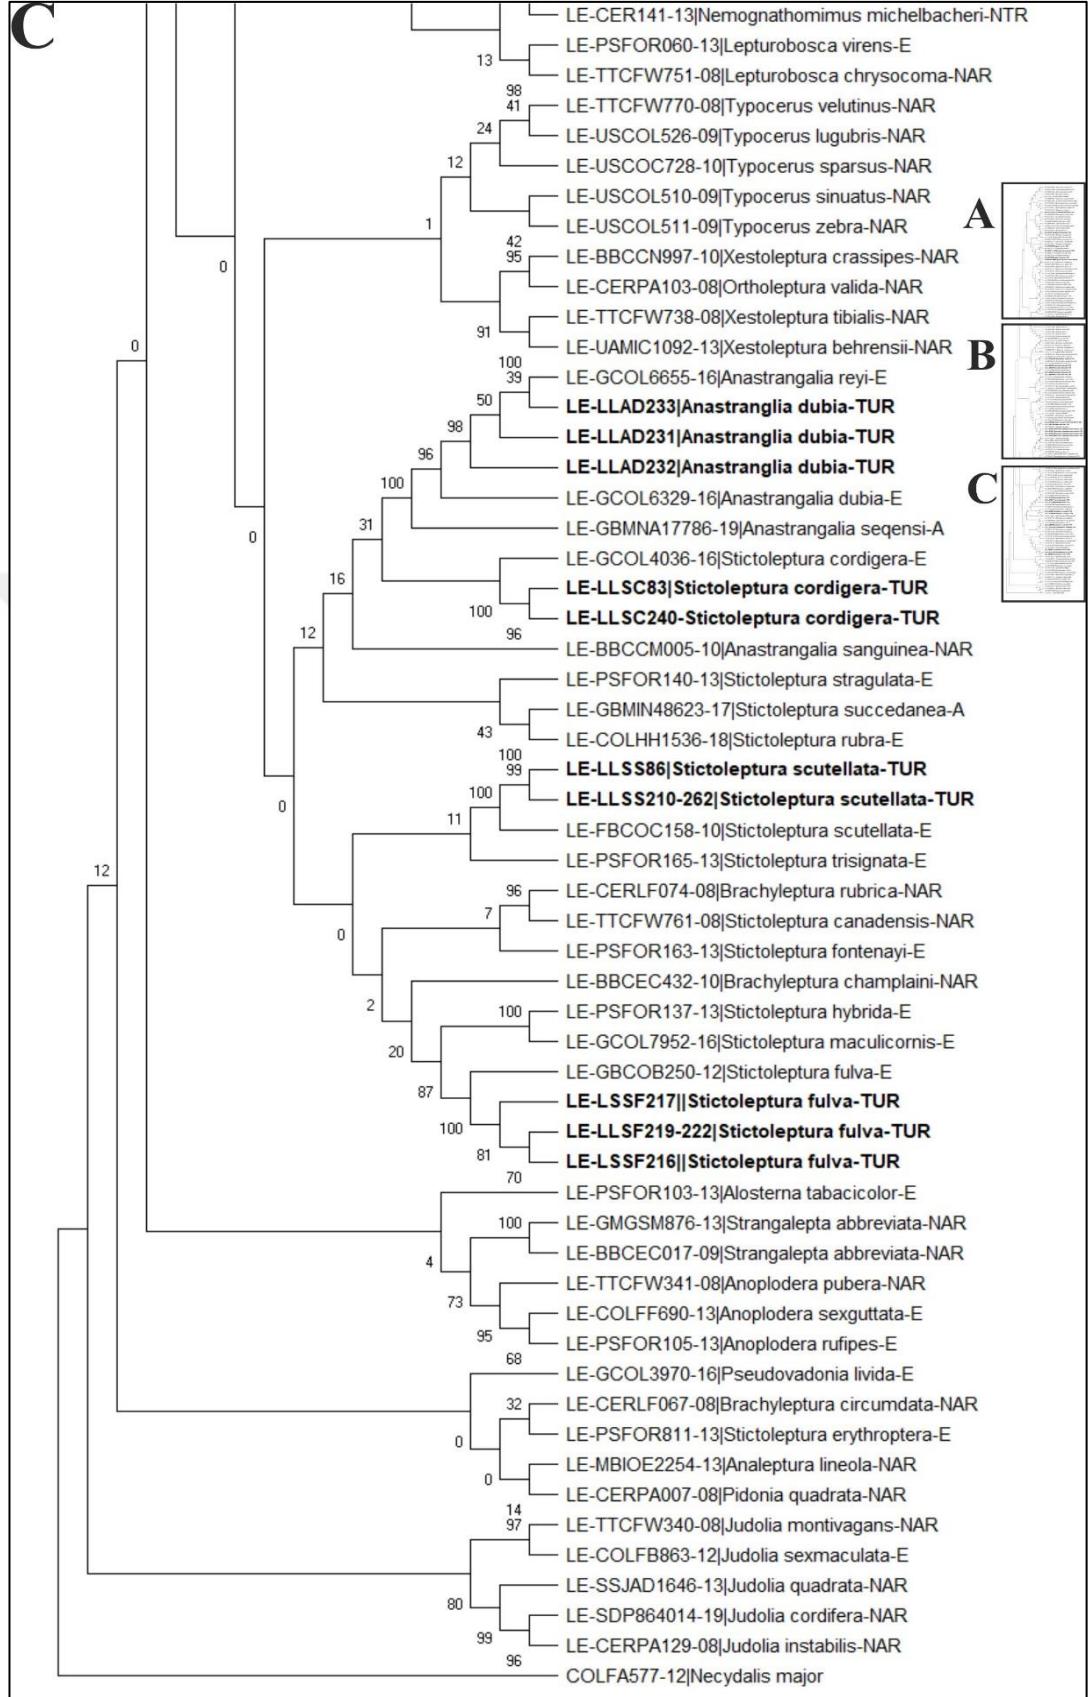 C
LE-CER141-13|Nemognathomimus michelbacheri-NTR
LE-PSFOR060-13|Lepturobosca virens-E
13
LE-TTCFW751-08|Lepturobosca chrysocoma-NAR
98
41
LE-TTCFW770-08|Typocerus velutinus-NAR
24
LE-USCOL526-09|Typocerus lugubris-NAR
12
LE-USCOC728-10|Typocerus sparsus-NAR
LE-USCOL510-09|Typocerus sinuatus-NAR
A
1
LE-USCOL511-09|Typocerus zebra-NAR
42
95
LE-BBCCN997-10|Xestoleptura crassipes-NAR
0
LE-CERPA103-08|Ortholeptura valida-NAR
LE-TTCFW738-08|Xestoleptura tibialis-NAR
91
0
LE-UAMIC1092-13|Xestoleptura behrensii-NAR
B
100
39
LE-GCOL6655-16|Anastrangalia reyi-E
50
LE-LLAD233|Anastranglia dubia-TUR
98
LE-LLAD231|Anastranglia dubia-TUR
96
LE-LLAD232|Anastranglia dubia-TUR
100
LE-GCOL6329-16|Anastrangalia dubia-E
C
31
LE-GBMNA17786-19|Anastrangalia seqensi-A
0
LE-GCOL4036-16|Stictoleptura cordigera-E
16
LE-LLSC83|Stictoleptura cordigera-TUR
100
LE-LLSC240-Stictoleptura cordigera-TUR
12
96
LE-BBCCM005-10|Anastrangalia sanguinea-NAR
LE-PSFOR140-13|Stictoleptura stragulata-E
LE-GBMIN48623-17|Stictoleptura succedanea-A
43
LE-COLHH1536-18|Stictoleptura rubra-E
100
99
LE-LLSS86|Stictoleptura scutellata-TUR
100
0
LE-LLSS210-262|Stictoleptura scutellata-TUR
11
LE-FBCOC158-10|Stictoleptura scutellata-E
LE-PSFOR165-13|Stictoleptura trisignata-E
12
96
LE-CERLF074-08|Brachyleptura rubrica-NAR
7
LE-TTCFW761-08|Stictoleptura canadensis-NAR
0
LE-PSFOR163-13|Stictoleptura fontenayi-E
LE-BBCEC432-10|Brachyleptura champlaini-NAR
2
100
LE-PSFOR137-13|Stictoleptura hybrida-E
20
LE-GCOL7952-16|Stictoleptura maculicornis-E
LE-GBCOB250-12|Stictoleptura fulva-E
87
LE-LSSF217||Stictoleptura fulva-TUR
100
LE-LLSF219-222|Stictoleptura fulva-TUR
81
LE-LSSF216||Stictoleptura fulva-TUR
70
LE-PSFOR103-13|Alosterna tabacicolor-E
100
LE-GMGSM876-13|Strangalepta abbreviata-NAR
LE-BBCEC017-09|Strangalepta abbreviata-NAR
4
LE-TTCFW341-08|Anoplodera pubera-NAR
73
LE-COLFF690-13|Anoplodera sexguttata-E
95
LE-PSFOR105-13|Anoplodera rufipes-E
68
LE-GCOL3970-16|Pseudovadonia livida-E
32
LE-CERLF067-08|Brachyleptura circumdata-NAR
0
LE-PSFOR811-13|Stictoleptura erythroptera-E
LE-MBIOE2254-13|Analeptura lineola-NAR
0
LE-CERPA007-08|Pidonia quadrata-NAR
14
97
LE-TTCFW340-08|Judolia montivagans-NAR
LE-COLFB863-12|Judolia sexmaculata-E
LE-SSJAD1646-13|Judolia quadrata-NAR
80
LE-SDP864014-19|Judolia cordifera-NAR
99
LE-CERPA129-08|Judolia instabilis-NAR
96
COLFA577-12|Necydalis major